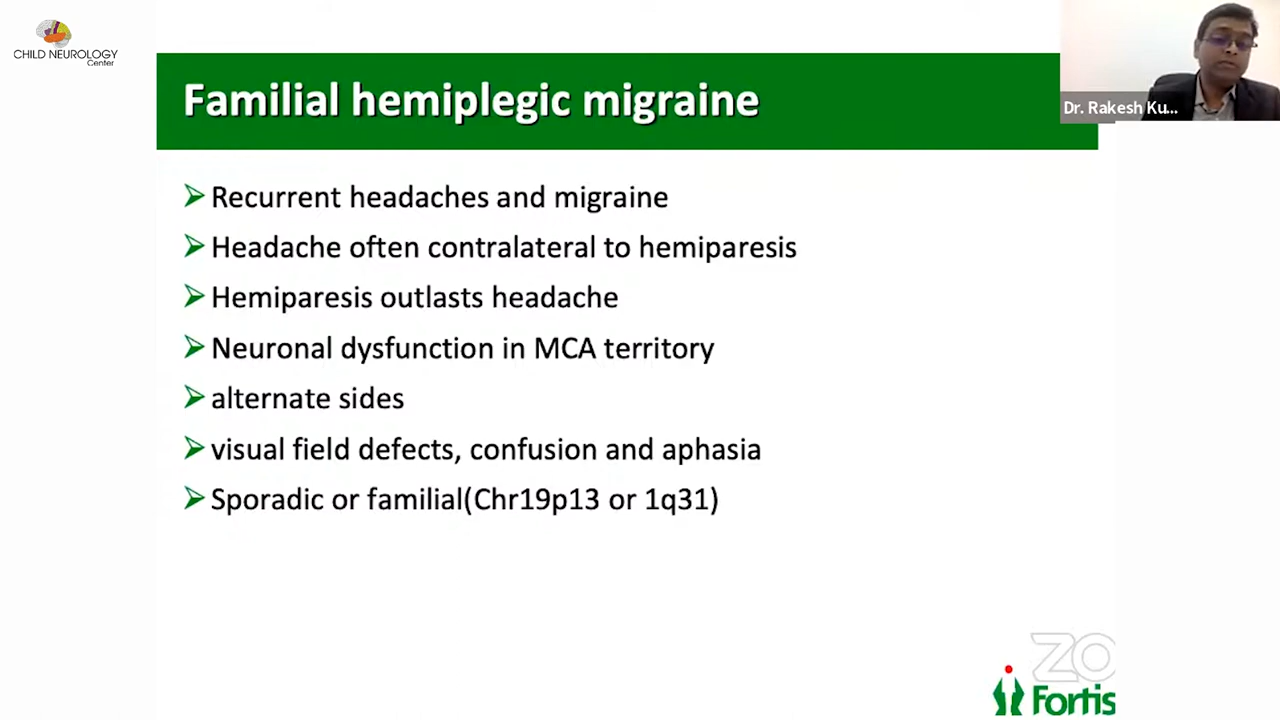 CHILD NEUROLOGY
Center
Familial hemiplegic migraine
Dr. Rakesh Ku...
➢Recurrent headaches and migraine
➢Headache often contralateral to hemiparesis
➢Hemiparesis outlasts headache
➢Neuronal dysfunction in MCA territory
➢alternate sides
➢visual field defects, confusion and aphasia
➢Sporadic or familial(Chr19p13 or 1q31)
ZO
Fortis